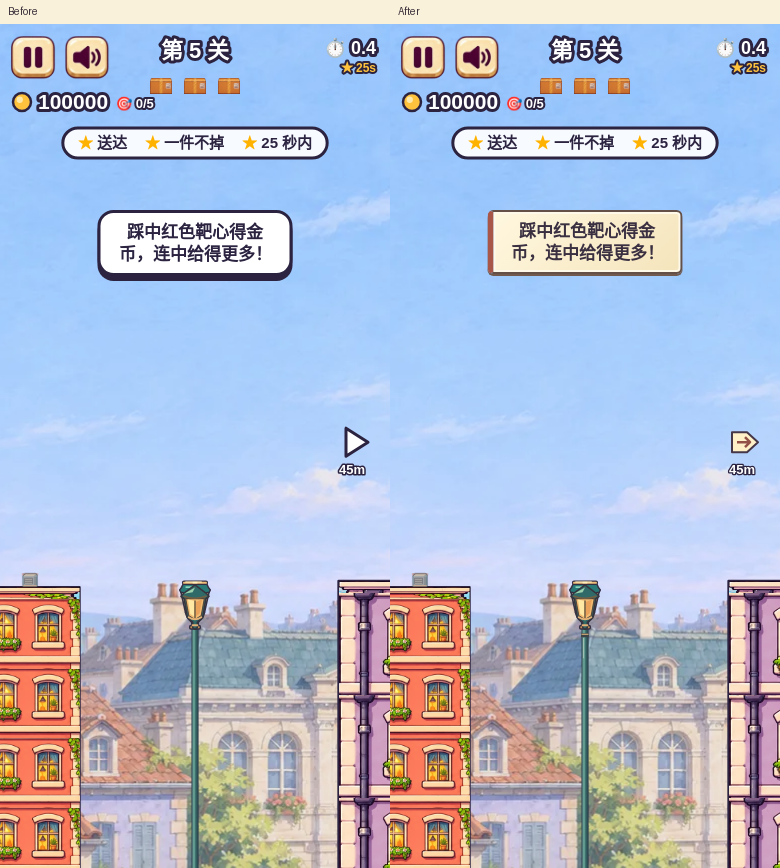 Before
第 5 关
0.4
25s
100000
0/5
送达 一件不掉 25 秒内
踩中红色靶心得金
币，连中给得更多！
45m
After
第 5 关
0.4
25s
100000
0/5
送达 一件不掉 25 秒内
踩中红色靶心得金
币，连中给得更多！
45m